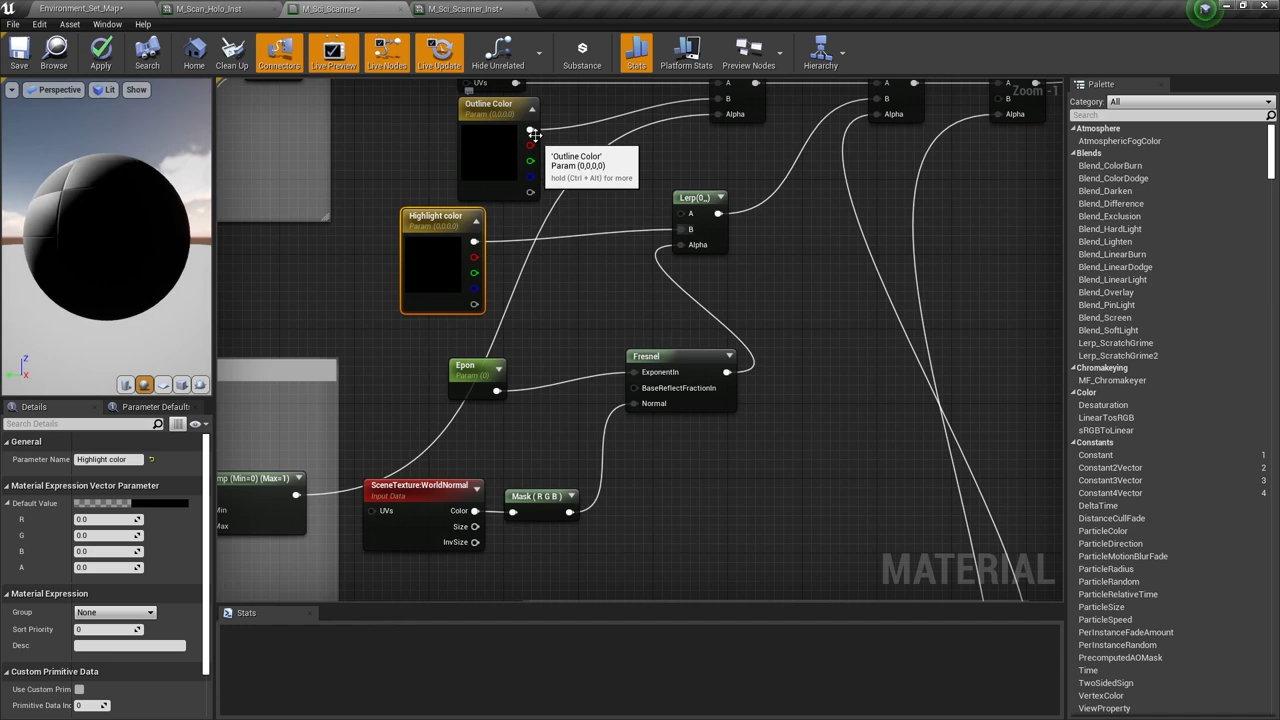 Environment_Set_Map*
M_Scan_Holo_Inst
M_Sci_Scanner*
M_Sci_Scanner_Inst*
File
Edit
Asset
Window
Help
Save
Browse
Apply
Search
Home
Clean Up
Connectors
Live Preview
Live Nodes
Live Update
Hide Unrelated
Substance
Stats
Platform Stats
Preview Nodes
Hierarchy
Perspective
Lit
Show
Z
X
UVs
A
B
Alpha
A
B
Alpha
A
B
Alpha
Zoom -1
Outline Color
Param (0,0,0,0)
'Outline Color'
Param (0,0,0,0)
hold (Ctrl + Alt) for more
Highlight color
Param (0,0,0,0)
Lerp(0,,)
A
B
Alpha
Epon
Param (0)
Fresnel
ExponentIn
BaseReflectFractionIn
Normal
mp (Min=0) (Max=1)
Min
Max
SceneTexture:WorldNormal
Input Data
UVs
Color
Size
InvSize
Mask ( R G B )
MATERIAL
Stats
Details
Parameter Default
Search Details
General
Parameter Name
Highlight color
Material Expression Vector Parameter
Default Value
R
0.0
G
0.0
B
0.0
A
0.0
Material Expression
Group
None
Sort Priority
0
Desc
Custom Primitive Data
Use Custom Prim
Primitive Data Inc
0
Palette
Category:
All
Search
Atmosphere
AtmosphericFogColor
Blends
Blend_ColorBurn
Blend_ColorDodge
Blend_Darken
Blend_Difference
Blend_Exclusion
Blend_HardLight
Blend_Lighten
Blend_LinearBurn
Blend_LinearDodge
Blend_LinearLight
Blend_Overlay
Blend_PinLight
Blend_Screen
Blend_SoftLight
Lerp_ScratchGrime
Lerp_ScratchGrime2
Chromakeying
MF_Chromakeyer
Color
Desaturation
LinearTosRGB
sRGBToLinear
Constants
Constant
1
Constant2Vector
2
Constant3Vector
3
Constant4Vector
4
DeltaTime
DistanceCullFade
ParticleColor
ParticleDirection
ParticleMotionBlurFade
ParticleRadius
ParticleRandom
ParticleRelativeTime
ParticleSize
ParticleSpeed
PerInstanceFadeAmount
PerInstanceRandom
PrecomputedAOMask
Time
TwoSidedSign
VertexColor
ViewProperty